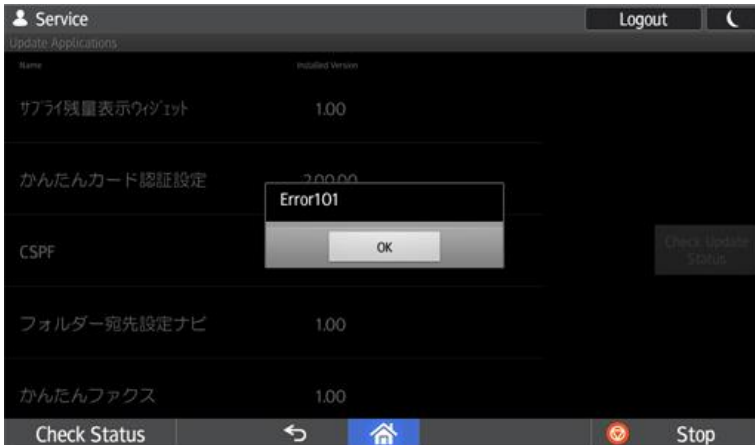 Service
Logout
Update Applications
Name Installed Version
サプライ残量表示ウィジェット 1.00
かんたんカード認証設定 2.00.00
Error101
OK
CSPF
Check Update
Status
フォルダー宛先設定ナビ 1.00
かんたんファクス 1.00
Check Status
Stop